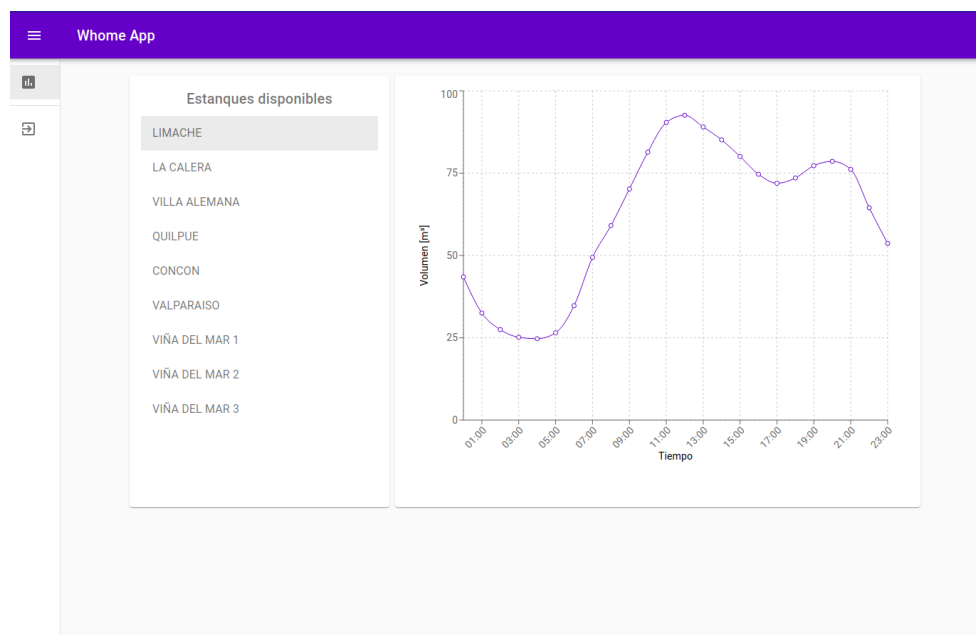 Whome App
Estanques disponibles
LIMACHE
LA CALERA
VILLA ALEMANA
QUILPUE
CONCON
VALPARAISO
VIÑA DEL MAR 1
VIÑA DEL MAR 2
VIÑA DEL MAR 3
100
75
50
25
0
Volumen [m³]
01:00 03:00 05:00 07:00 09:00 11:00 13:00 15:00 17:00 19:00 21:00 23:00
Tiempo